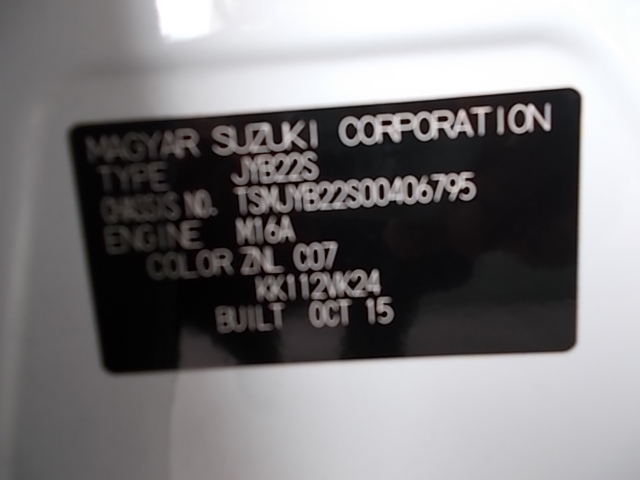 MAGYAR SUZUKI CORPORATION
TYPE JYB22S
CHASSIS NO. TSMJYB22S00406795
ENGINE M16A
COLOR ZNL C07
KK112VK24
BUILT OCT 15